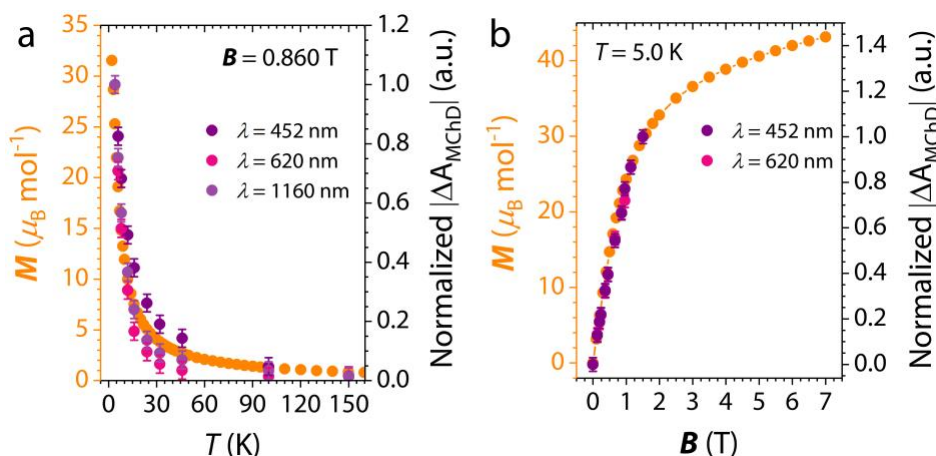 a
B = 0.860 T
λ = 452 nm
λ = 620 nm
λ = 1160 nm
M (μB mol-1)
35
30
25
20
15
10
5
0
Normalized |ΔAMChD| (a.u.)
1.2
1.0
0.8
0.6
0.4
0.2
0.0
0 30 60 90 120 150
T (K)
b
T = 5.0 K
λ = 452 nm
λ = 620 nm
M (μB mol-1)
40
30
20
10
0
Normalized |ΔAMChD| (a.u.)
1.4
1.2
1.0
0.8
0.6
0.4
0.2
0.0
0 1 2 3 4 5 6 7
B (T)